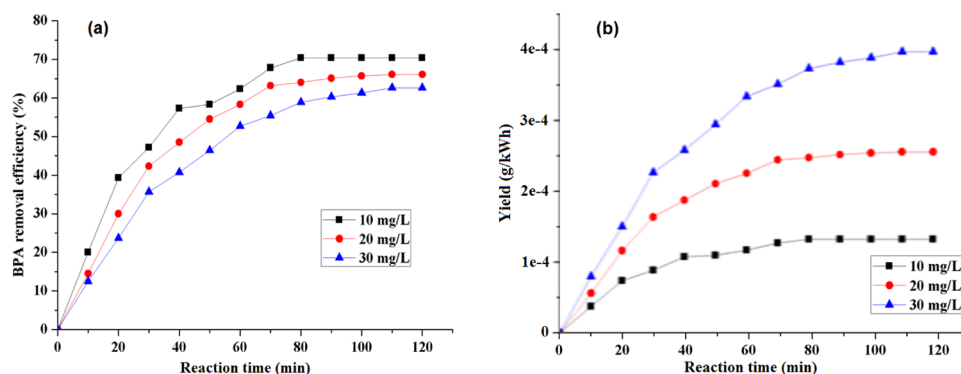 (a)
80
70
60
50
40
30
20
10
0
BPA removal efficiency (%)
10 mg/L
20 mg/L
30 mg/L
0 20 40 60 80 100 120
Reaction time (min)
(b)
4e-4
3e-4
2e-4
1e-4
0
Yield (g/kWh)
10 mg/L
20 mg/L
30 mg/L
0 20 40 60 80 100 120
Reaction time (min)